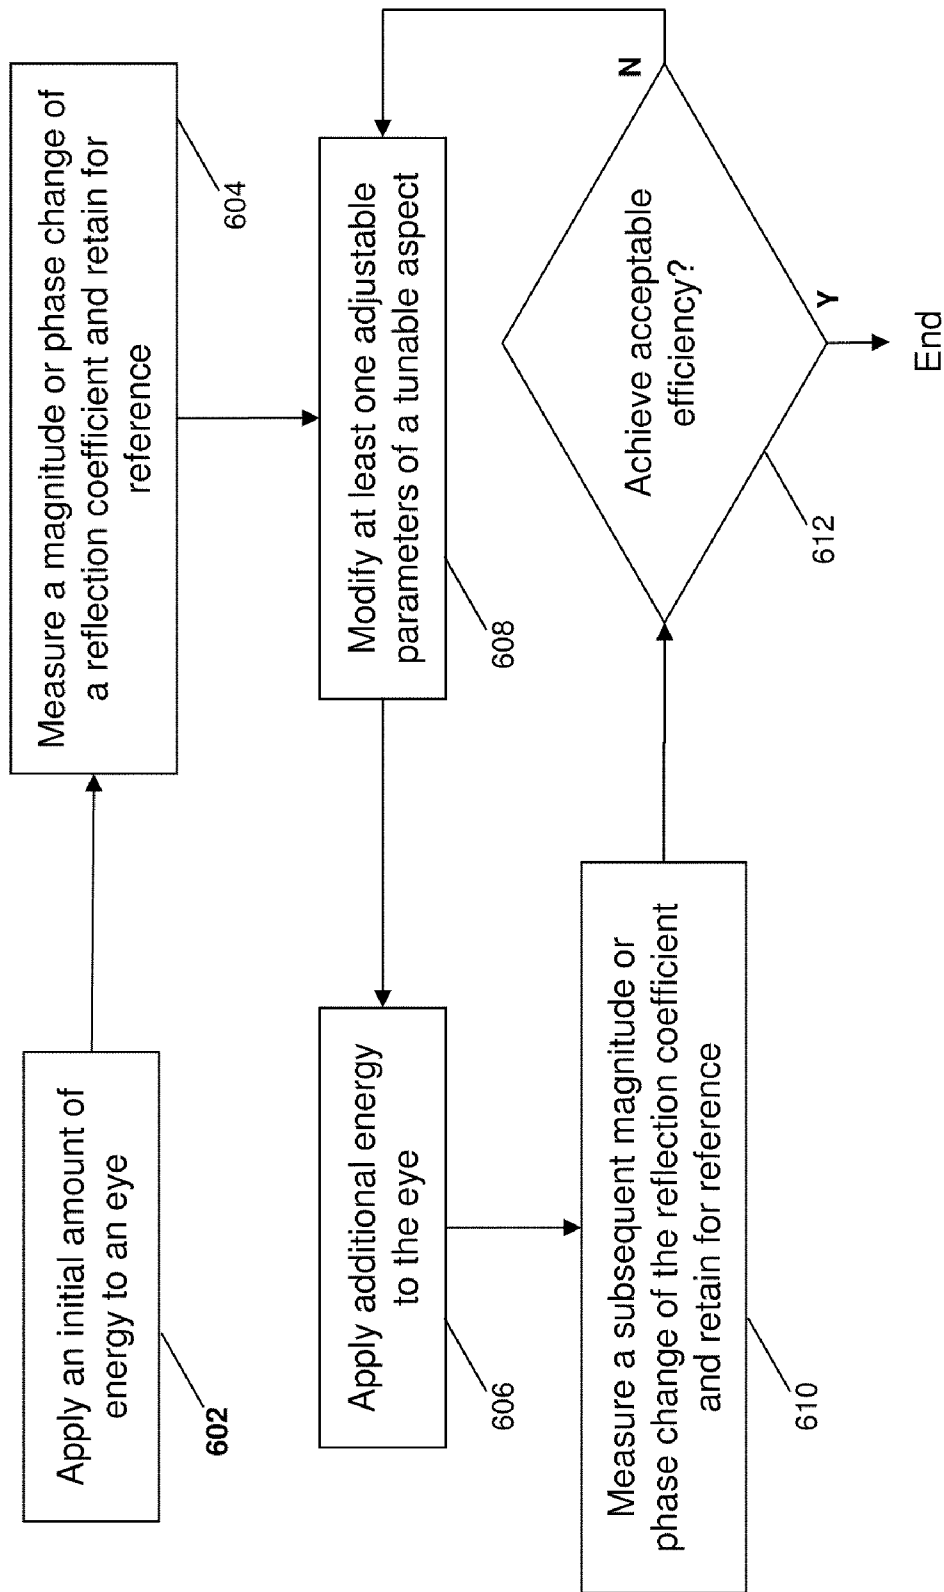 Apply an initial amount of
energy to an eye
602
Measure a magnitude or phase change of
a reflection coefficient and retain for
reference
604
Modify at least one adjustable
parameters of a tunable aspect
608
Apply additional energy
to the eye
606
Measure a subsequent magnitude or
phase change of the reflection coefficient
and retain for reference
610
Achieve acceptable
efficiency?
612
N
Y
End